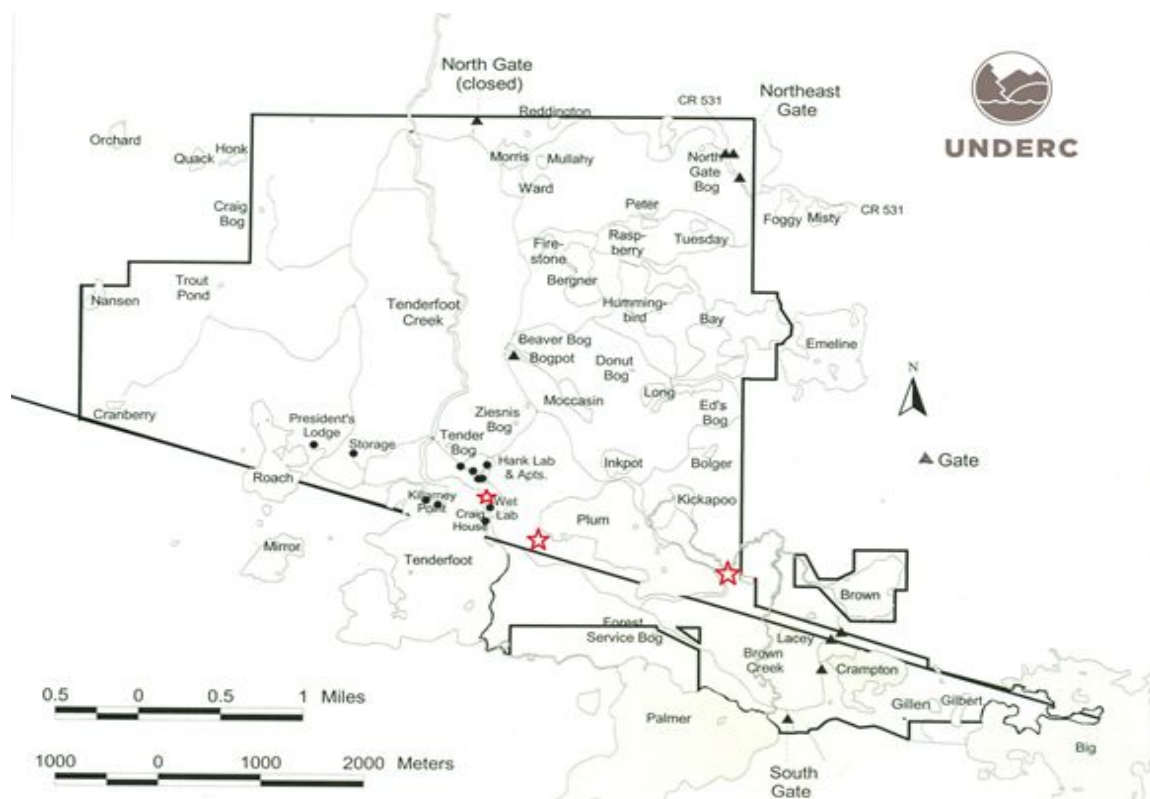 North Gate
(closed)
CR 531
Northeast
Gate
UNDERC
Reddington
Orchard
Honk
Quack
Morris
Mullahy
North
Gate
Bog
Ward
Craig
Bog
Peter
Foggy
Misty
CR 531
Fire-
stone
Rasp-
berry
Tuesday
Bergner
Nansen
Trout
Pond
Tenderfoot
Creek
Humming-
bird
Bay
Emeline
Beaver Bog
Bogpot
Donut
Bog
Long
N
Moccasin
Ed's
Bog
Cranberry
President's
Lodge
Storage
Ziesnis
Bog
Tender
Bog
Hank Lab
& Apts.
Inkpot
Bolger
Gate
Roach
Killarney
Point
Wet
Lab
Craig
House
Kickapoo
Plum
Mirror
Tenderfoot
Brown
Forest
Service Bog
Lacey
Brown
Creek
Crampton
Gillen
Gilbert
Palmer
Big
South
Gate
0.5 0 0.5 1 Miles
1000 0 1000 2000 Meters